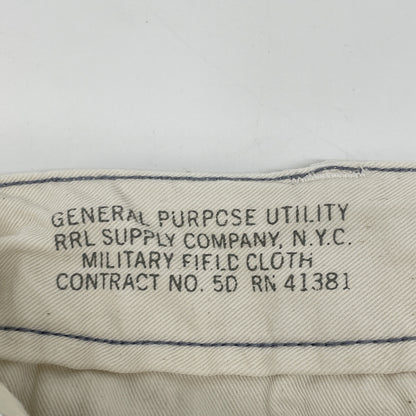 GENERAL PURPOSE UTILITY
RRL SUPPLY COMPANY, N.Y.C.
MILITARY FIELD CLOTH
CONTRACT NO. 5D RN 41381